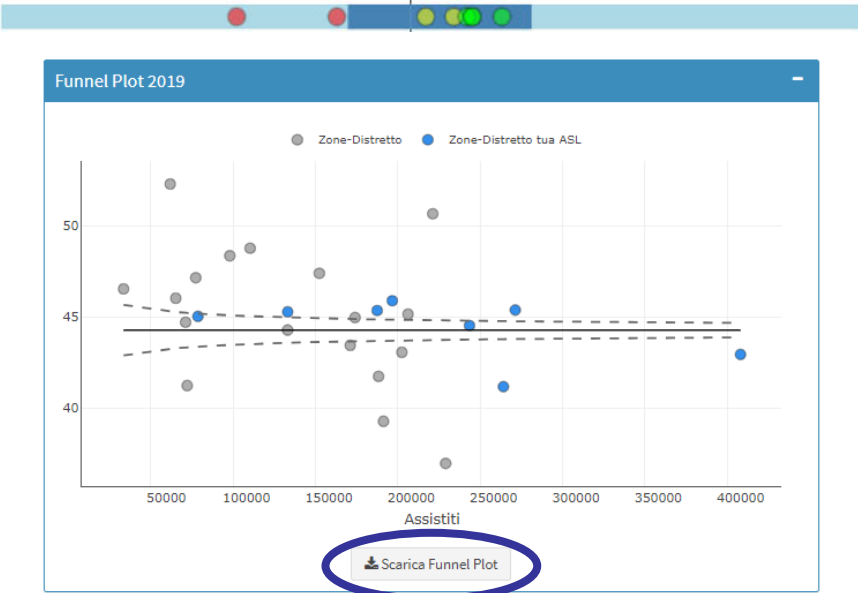 Funnel Plot 2019
Zone-Distretto Zone-Distretto tua ASL
50
45
40
50000 100000 150000 200000 250000 300000 350000 400000
Assistiti
Scarica Funnel Plot